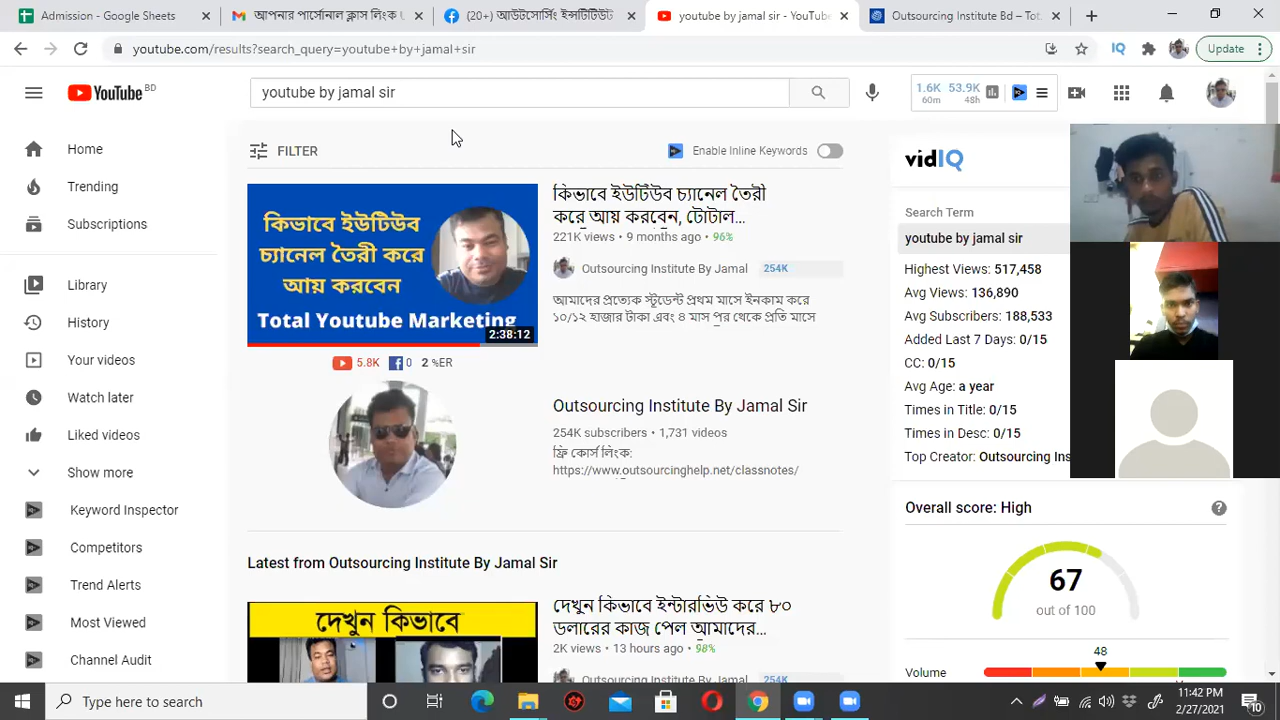 Admission - Google Sheets
আপনার পার্সোনাল ক্লাস লিংক।
(20+) আউটসোর্সিং ইন্সটিটিউ
youtube by jamal sir - YouTube
Outsourcing Institute Bd – Tot
youtube.com/results?search_query=youtube+by+jamal+sir
IQ
Update
YouTube BD
youtube by jamal sir
1.6K 53.9K
60m 48h
Home
Trending
Subscriptions
Library
History
Your videos
Watch later
Liked videos
Show more
Keyword Inspector
Competitors
Trend Alerts
Most Viewed
Channel Audit
FILTER
Enable Inline Keywords
কিভাবে ইউটিউব
চ্যানেল তৈরী করে
আয় করবেন
Total Youtube Marketing
2:38:12
5.8K 0 2 %ER
কিভাবে ইউটিউব চ্যানেল তৈরী
করে আয় করবেন, টোটাল...
221K views • 9 months ago • 96%
Outsourcing Institute By Jamal 254K
আমাদের প্রত্যেক স্টূডেন্ট প্রথম মাসে ইনকাম করে
১০/১২ হাজার টাকা এবং ৪ মাস পর থেকে প্রতি মাসে
Outsourcing Institute By Jamal Sir
254K subscribers • 1,731 videos
ফ্রি কোর্স লিংক:
https://www.outsourcinghelp.net/classnotes/
Latest from Outsourcing Institute By Jamal Sir
দেখুন কিভাবে
দেখুন কিভাবে ইন্টারভিউ করে ৮০
ডলারের কাজ পেল আমাদের...
2K views • 13 hours ago • 98%
Outsourcing Institute By Jamal 254K
vidIQ
Search Term
youtube by jamal sir
Highest Views: 517,458
Avg Views: 136,890
Avg Subscribers: 188,533
Added Last 7 Days: 0/15
CC: 0/15
Avg Age: a year
Times in Title: 0/15
Times in Desc: 0/15
Top Creator: Outsourcing Ins
Overall score: High
67
out of 100
48
Volume
Type here to search
11:42 PM
2/27/2021
10